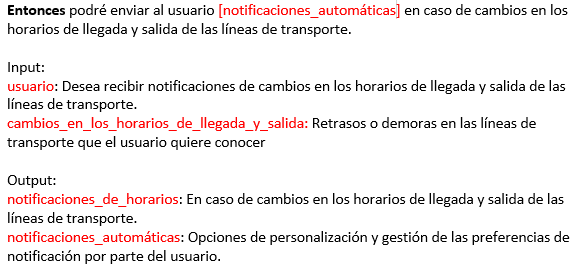 Entonces podré enviar al usuario [notificaciones_automáticas] en caso de cambios en los
horarios de llegada y salida de las líneas de transporte.
Input:
usuario: Desea recibir notificaciones de cambios en los horarios de llegada y salida de las
líneas de transporte.
cambios_en_los_horarios_de_llegada_y_salida: Retrasos o demoras en las líneas de
transporte que el usuario quiere conocer
Output:
notificaciones_de_horarios: En caso de cambios en los horarios de llegada y salida de las
líneas de transporte.
notificaciones_automáticas: Opciones de personalización y gestión de las preferencias de
notificación por parte del usuario.